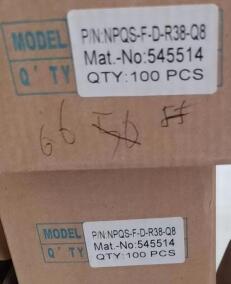 MODEL
Q'TY
P/N:NPQS-F-D-R38-Q8
Mat.-No:545514
QTY:100 PCS
66 56
MODEL
Q'TY
P/N:NPQS-F-D-R38-Q8
Mat.-No:545514
QTY:100 PCS